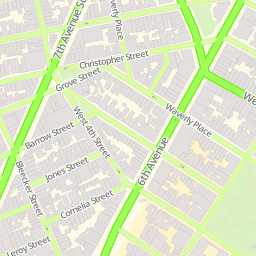 7th Avenue S
Waverly Place
Christopher Street
Grove Street
We
Waverly Place
West 4th Street
Barrow Street
6th Avenue
Bleecker Street
Jones Street
Cornelia Street
Leroy Street